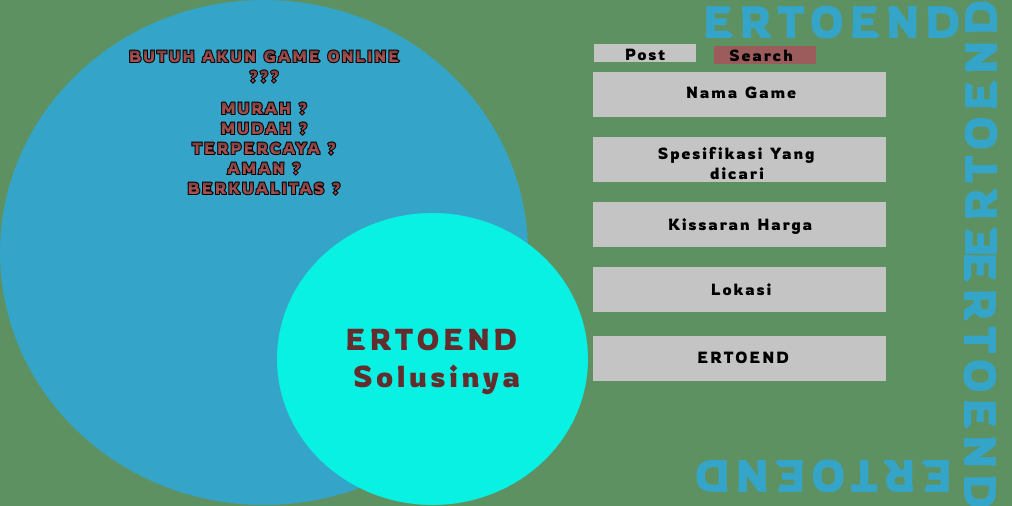 BUTUH AKUN GAME ONLINE
???
MURAH ?
MUDAH ?
TERPERCAYA ?
AMAN ?
BERKUALITAS ?
ERTOEND
Solusinya
ERTOEND
Post
Search
Nama Game
Spesifikasi Yang
dicari
Kissaran Harga
Lokasi
ERTOEND
ERTOEND
ERTOEND
ERTOEND